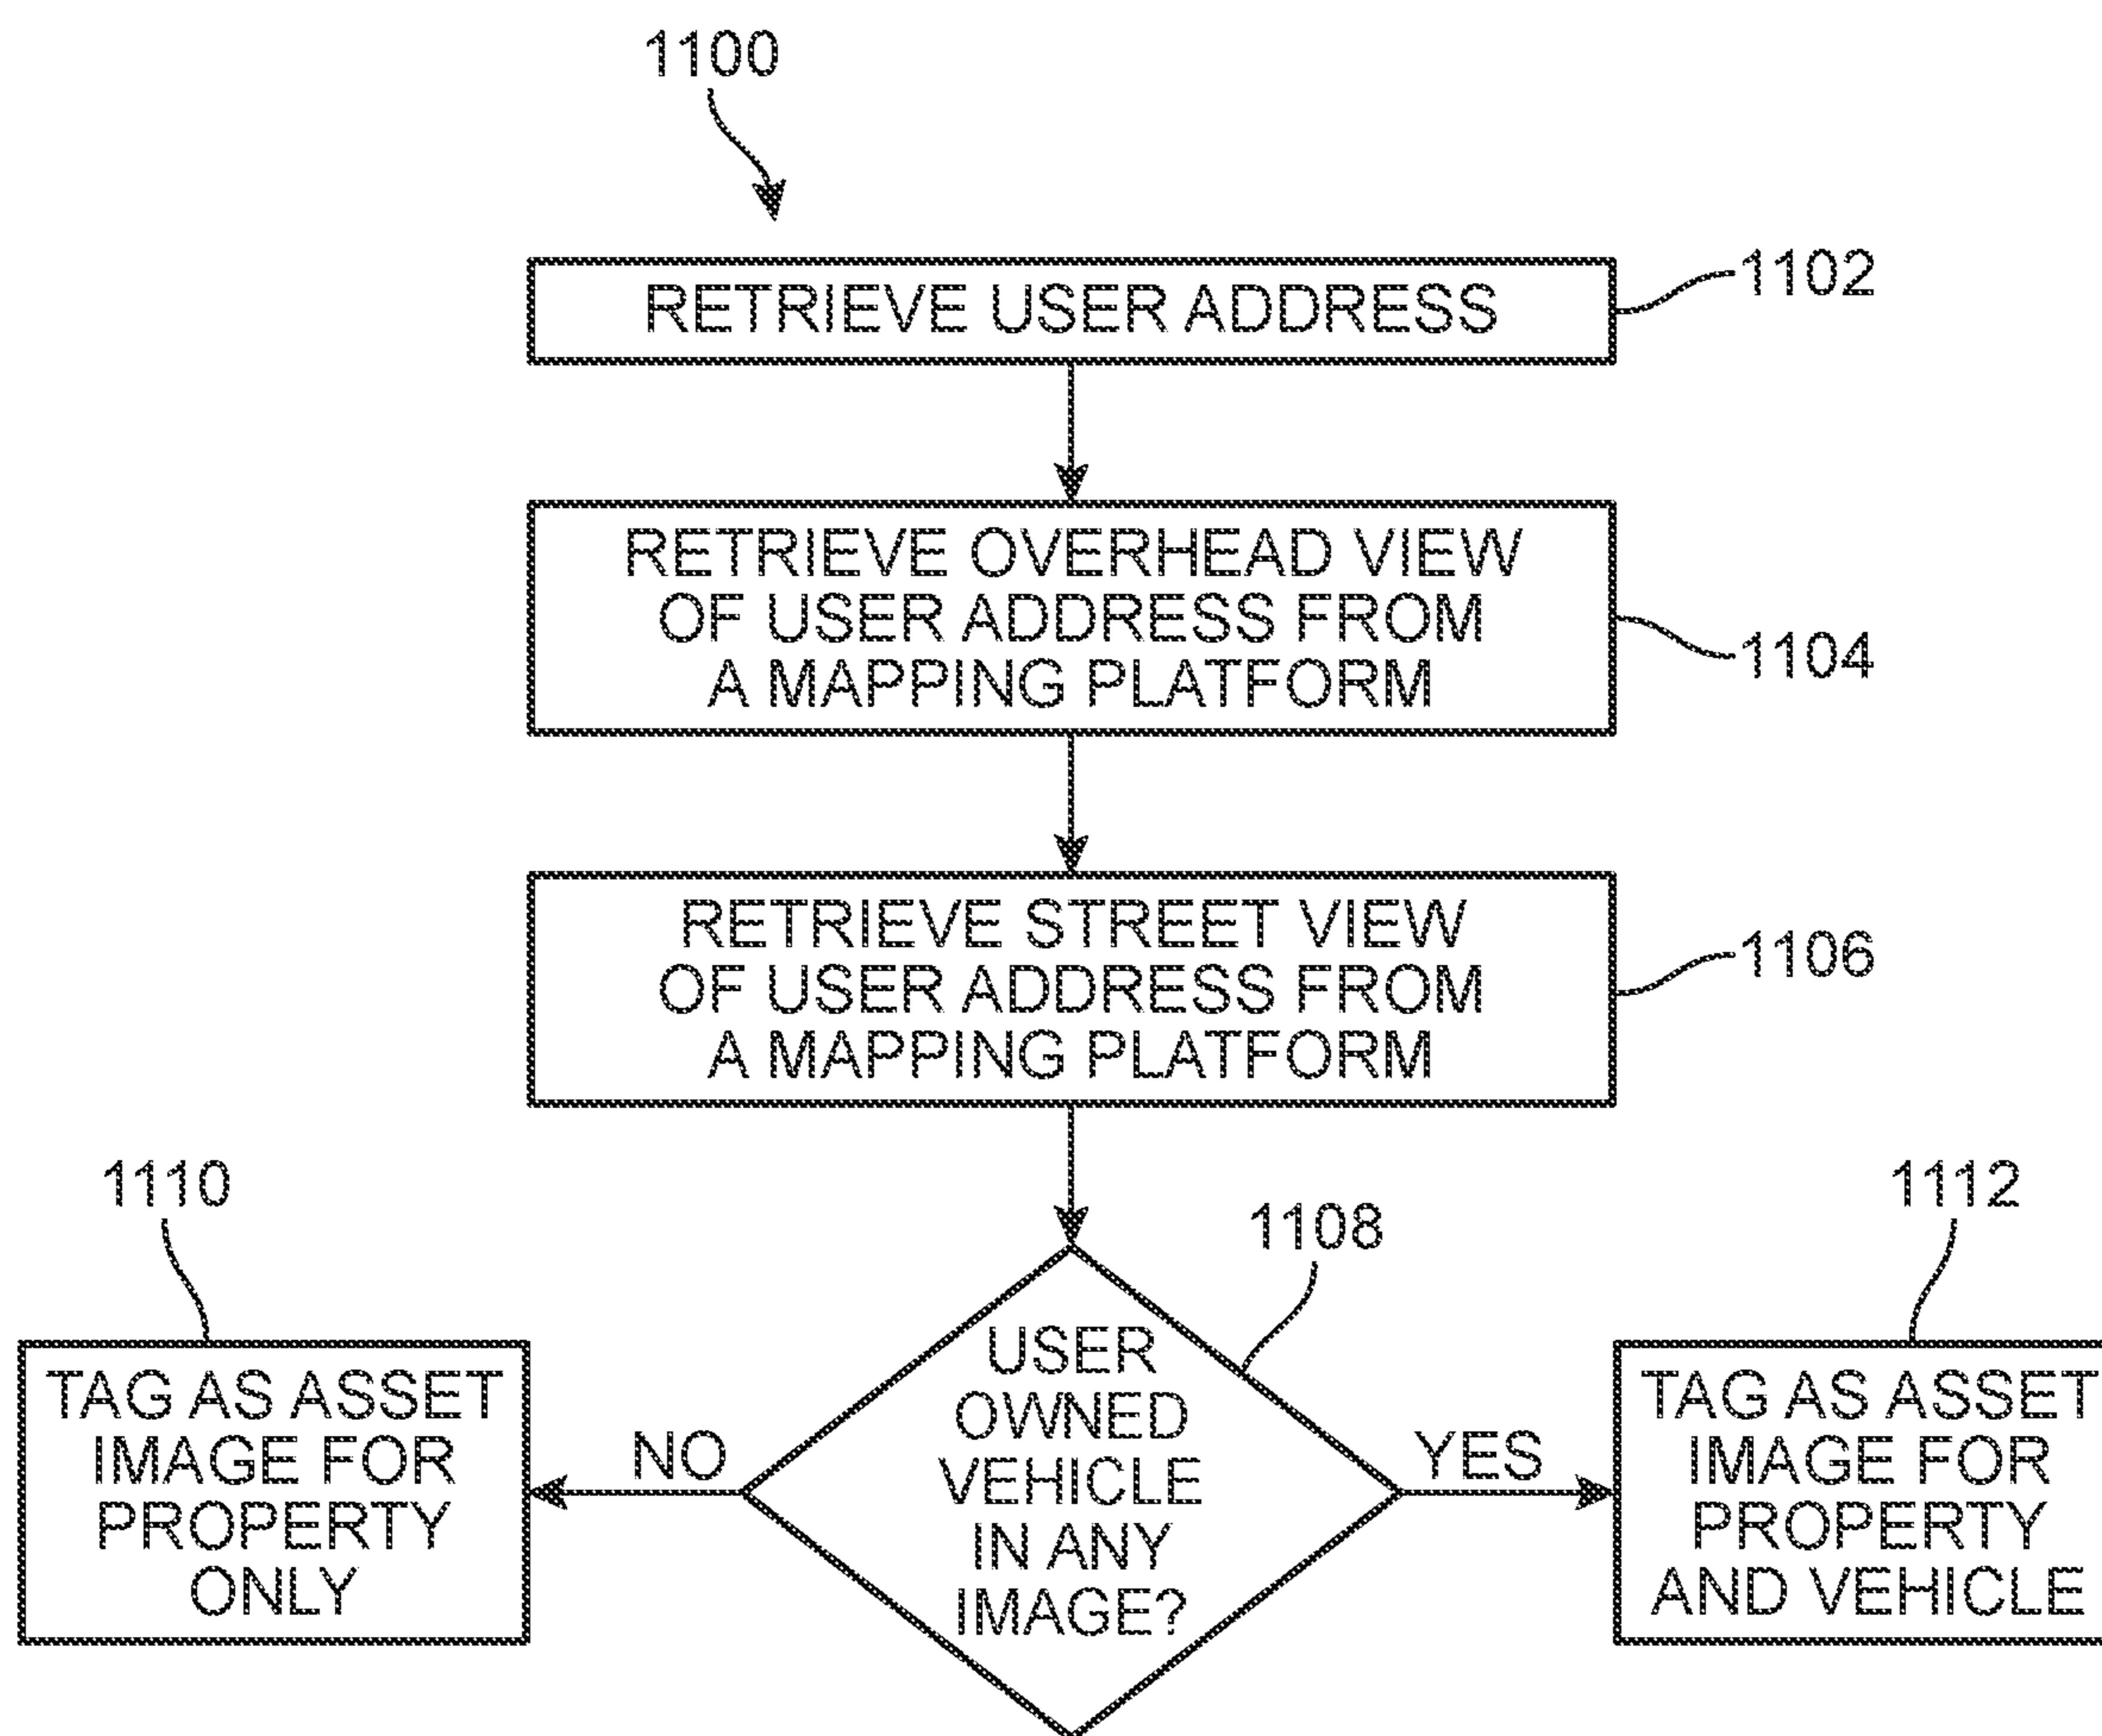 1100
RETRIEVE USER ADDRESS
1102
RETRIEVE OVERHEAD VIEW
OF USER ADDRESS FROM
A MAPPING PLATFORM
1104
RETRIEVE STREET VIEW
OF USER ADDRESS FROM
A MAPPING PLATFORM
1106
1110
TAG AS ASSET
IMAGE FOR
PROPERTY
ONLY
NO
1108
USER
OWNED
VEHICLE
IN ANY
IMAGE?
YES
1112
TAG AS ASSET
IMAGE FOR
PROPERTY
AND VEHICLE